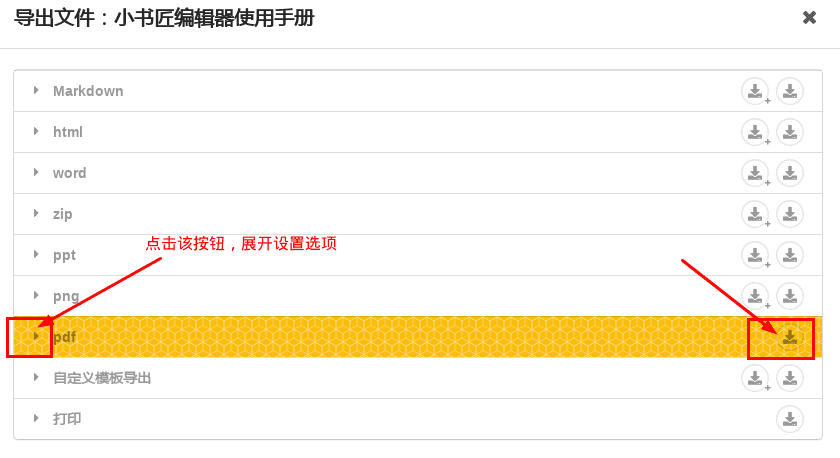 导出文件：小书匠编辑器使用手册
Markdown
html
word
zip
点击该按钮，展开设置选项
ppt
png
pdf
自定义模板导出
打印